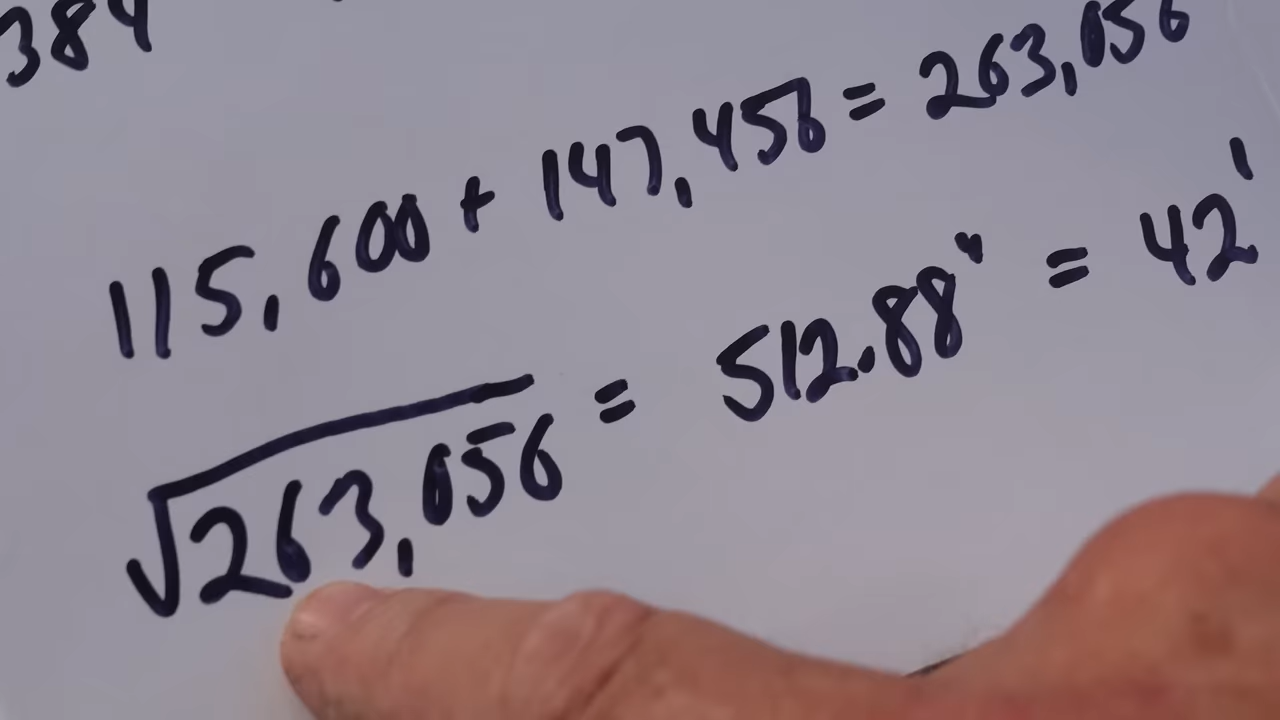 384
115,600 + 147,456 = 263,056
√263,056 = 512.88" = 42'